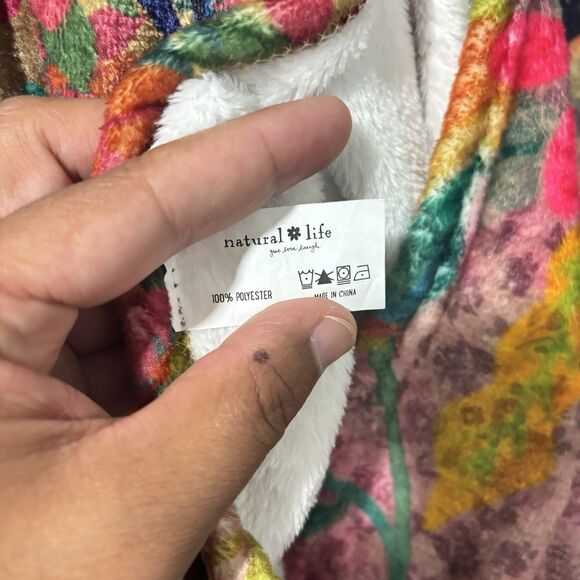 natural life
give love laugh
100% POLYESTER
MADE IN CHINA